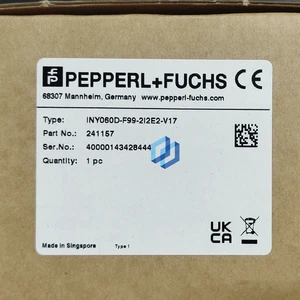 PEPPERL+FUCHS CE
68307 Mannheim, Germany www.pepperl-fuchs.com
Type: INY060D-F99-2I2E2-V17
Part No.: 241157
Ser.No.: 40000143428444
Quantity: 1 pc
UK
CA
Made in Singapore Type 1